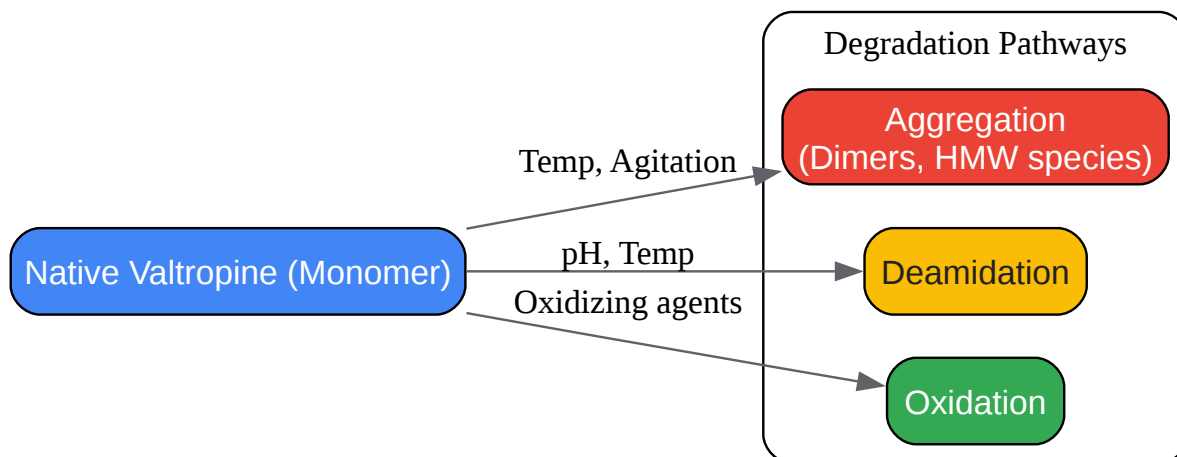 Degradation Pathways
Aggregation
(Dimers, HMW species)
Temp, Agitation
Native Valtropine (Monomer)
pH, Temp
Deamidation
Oxidizing agents
Oxidation